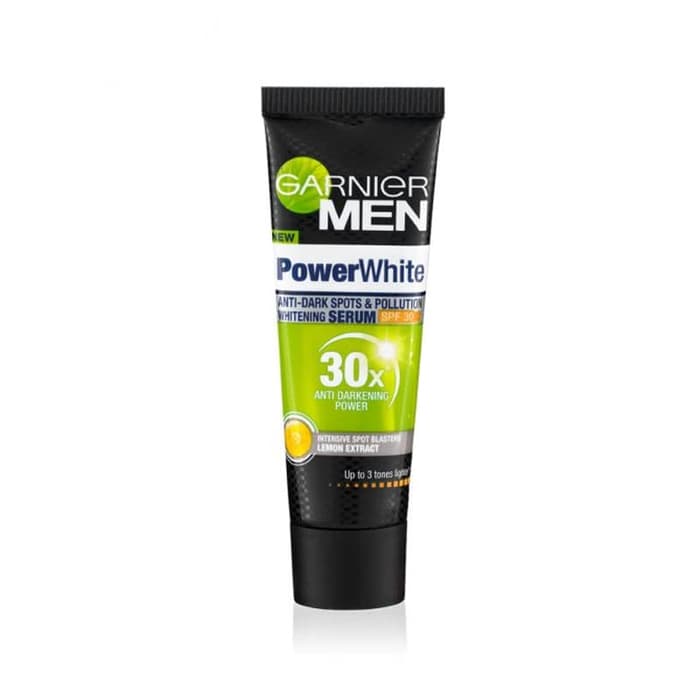 GARNIER
MEN
NEW
PowerWhite
ANTI-DARK SPOTS & POLLUTION
WHITENING SERUM SPF 30
30x
ANTI DARKENING
POWER
INTENSIVE SPOT BLASTERS
LEMON EXTRACT
Up to 3 tones